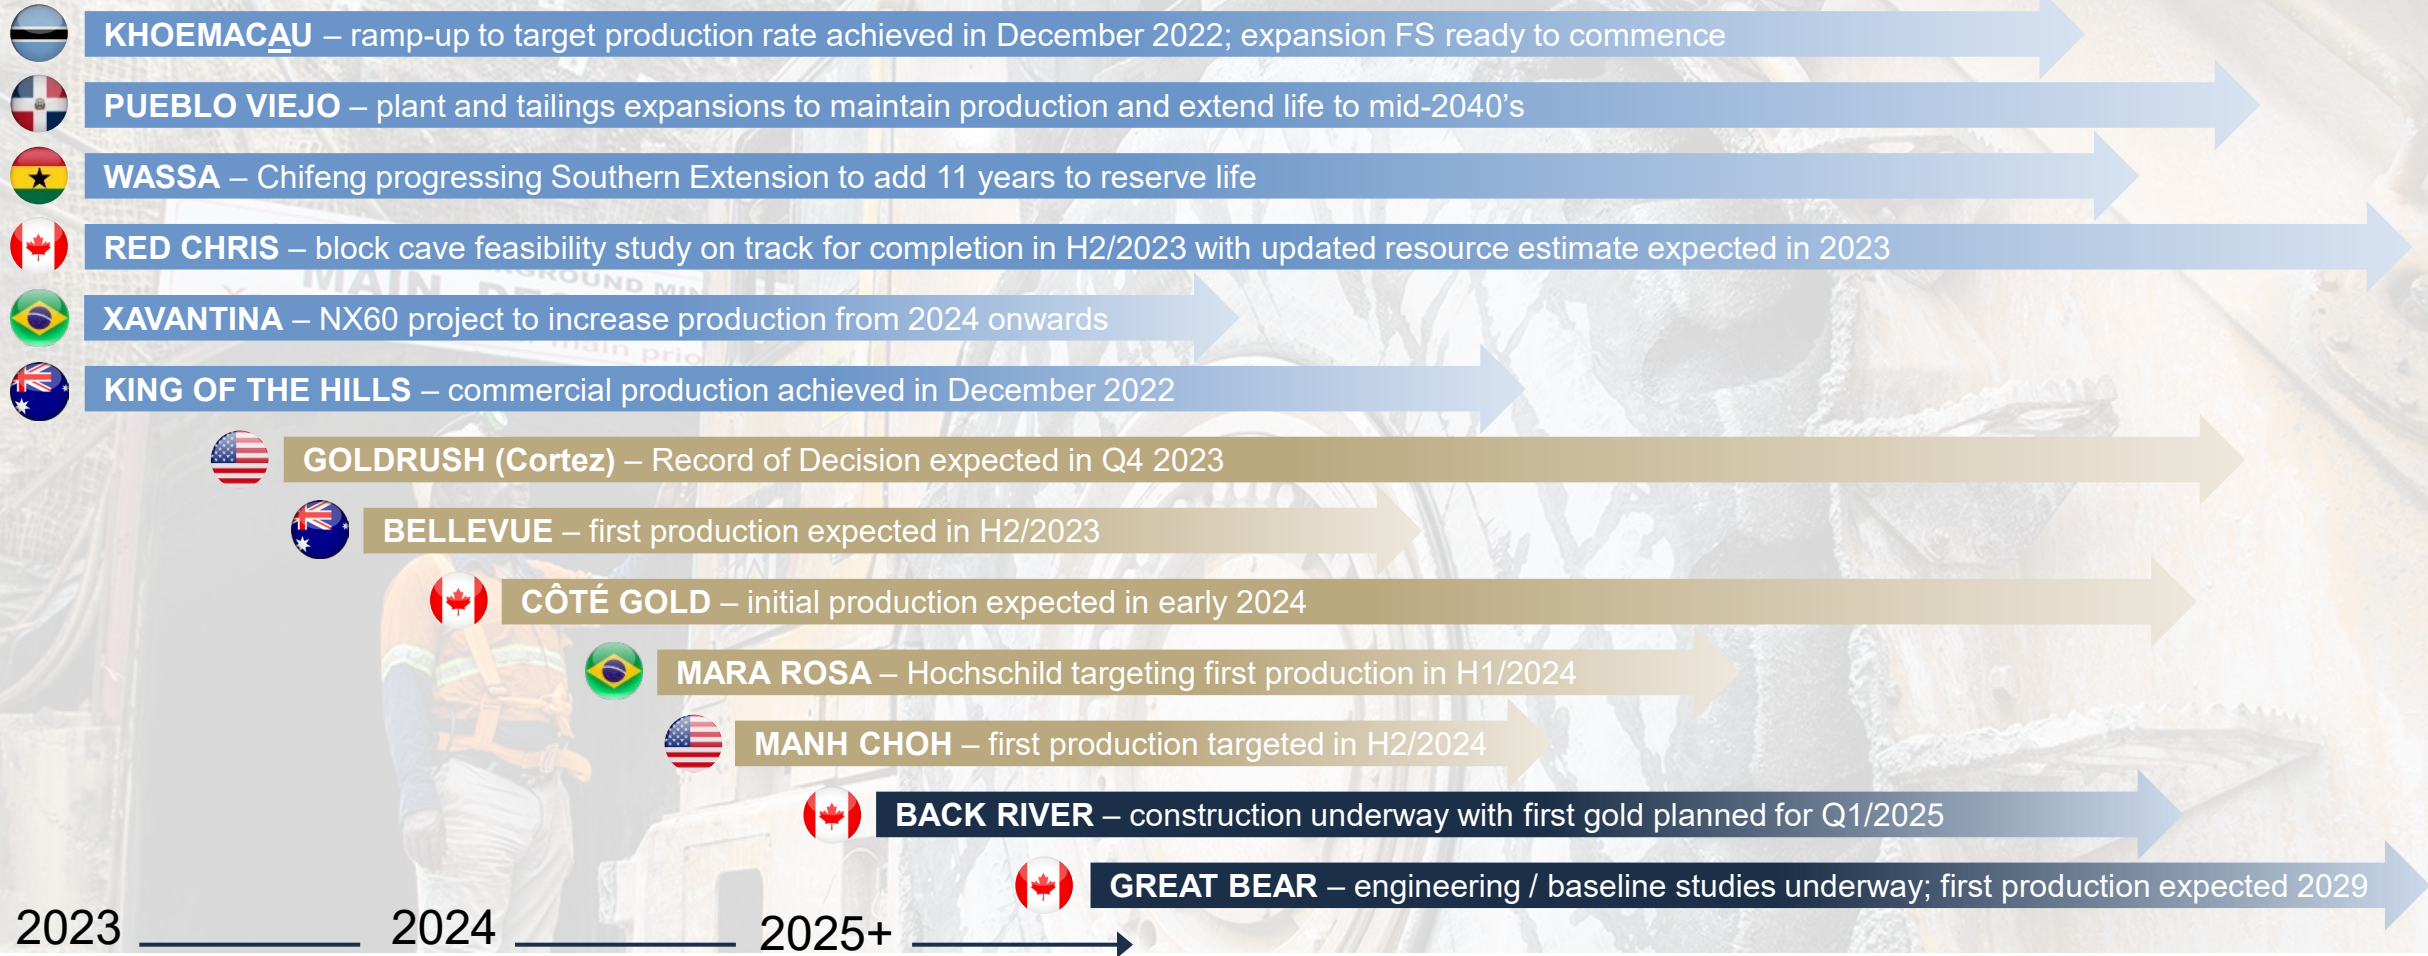 KHOEMACAU – ramp-up to target production rate achieved in December 2022; expansion FS ready to commence
PUEBLO VIEJO – plant and tailings expansions to maintain production and extend life to mid-2040’s
WASSA – Chifeng progressing Southern Extension to add 11 years to reserve life
RED CHRIS – block cave feasibility study on track for completion in H2/2023 with updated resource estimate expected in 2023
XAVANTINA – NX60 project to increase production from 2024 onwards
KING OF THE HILLS – commercial production achieved in December 2022
GOLDRUSH (Cortez) – Record of Decision expected in Q4 2023
BELLEVUE – first production expected in H2/2023
CÔTÉ GOLD – initial production expected in early 2024
MARA ROSA – Hochschild targeting first production in H1/2024
MANH CHOH – first production targeted in H2/2024
BACK RIVER – construction underway with first gold planned for Q1/2025
GREAT BEAR – engineering / baseline studies underway; first production expected 2029
2023 2024 2025+